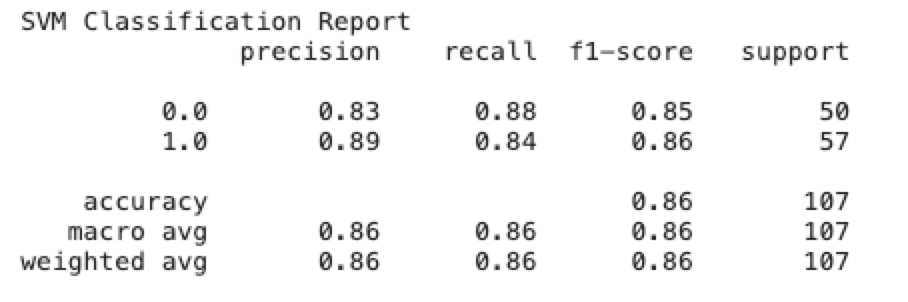 SVM Classification Report
precision recall f1-score support
0.0 0.83 0.88 0.85 50
1.0 0.89 0.84 0.86 57
accuracy 0.86 107
macro avg 0.86 0.86 0.86 107
weighted avg 0.86 0.86 0.86 107